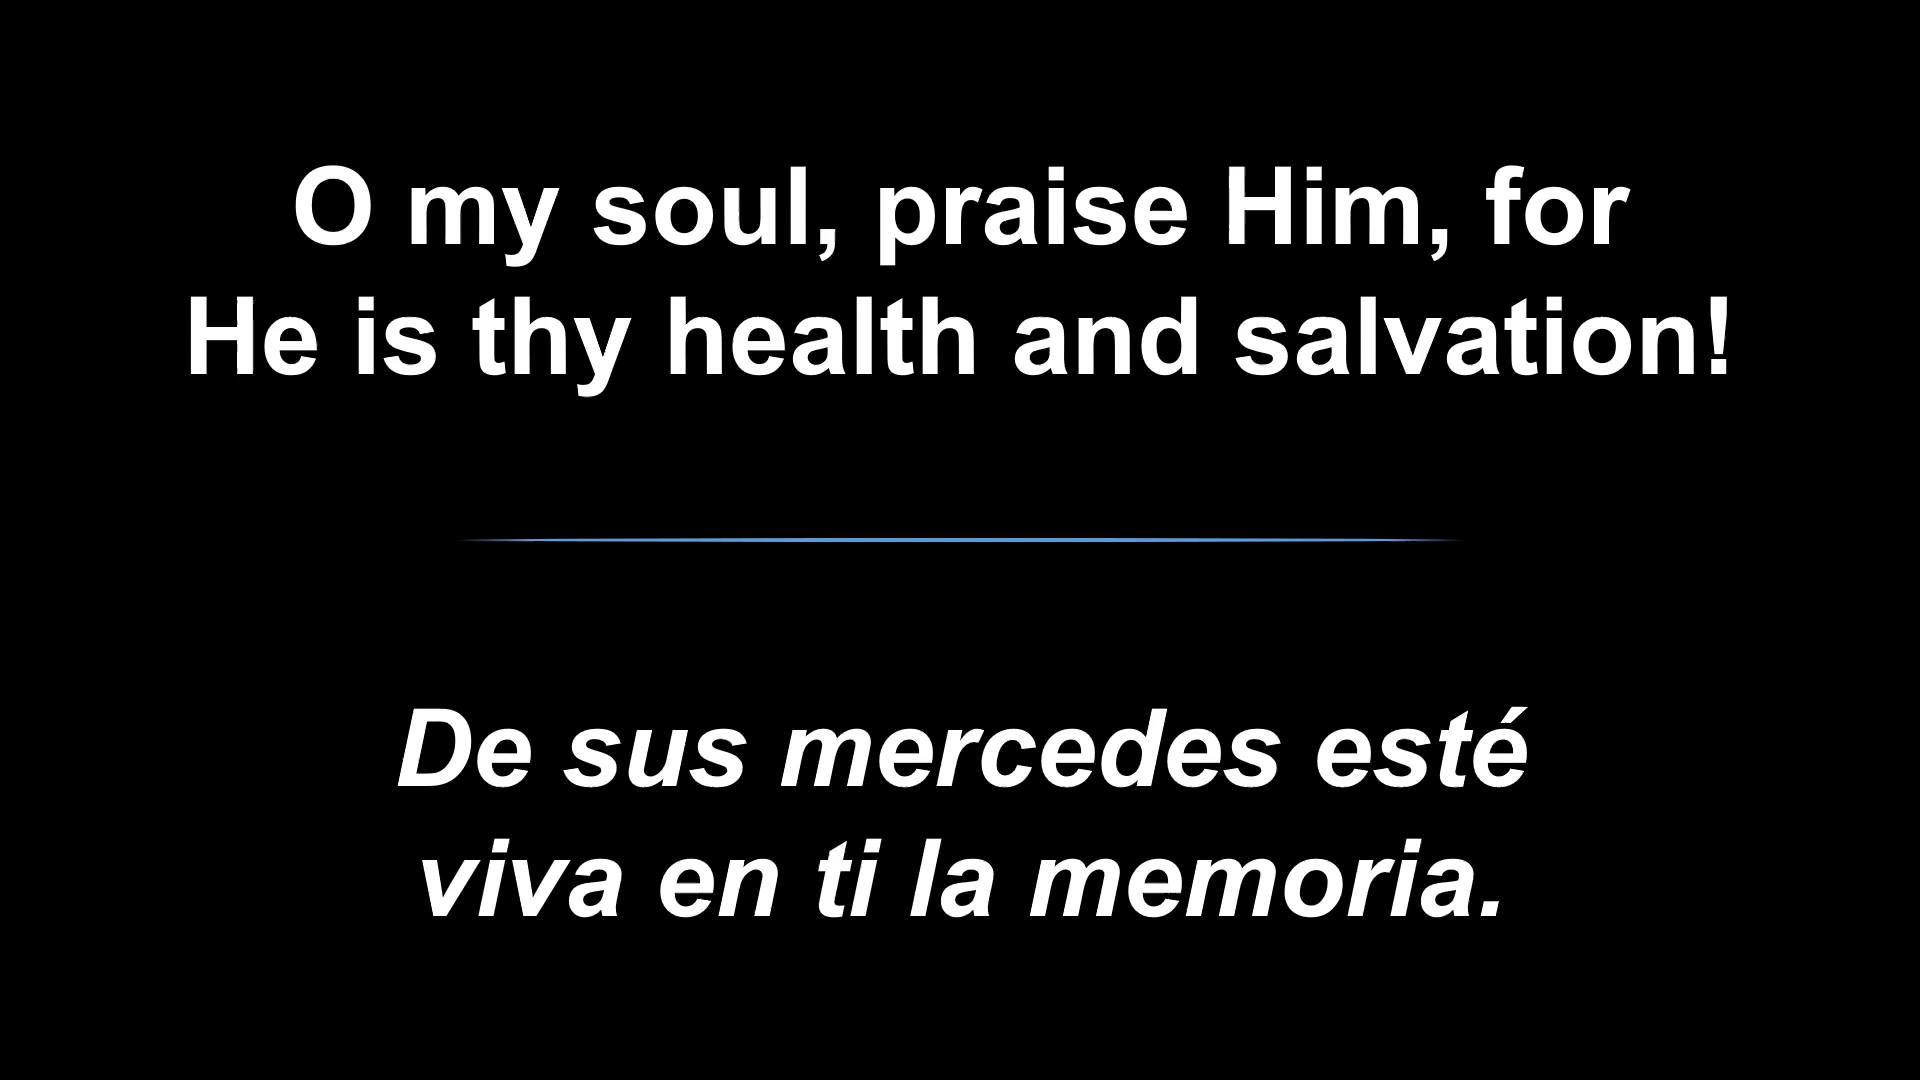 O my soul, praise Him, for
He is thy health and salvation!
De sus mercedes esté
viva en ti la memoria.